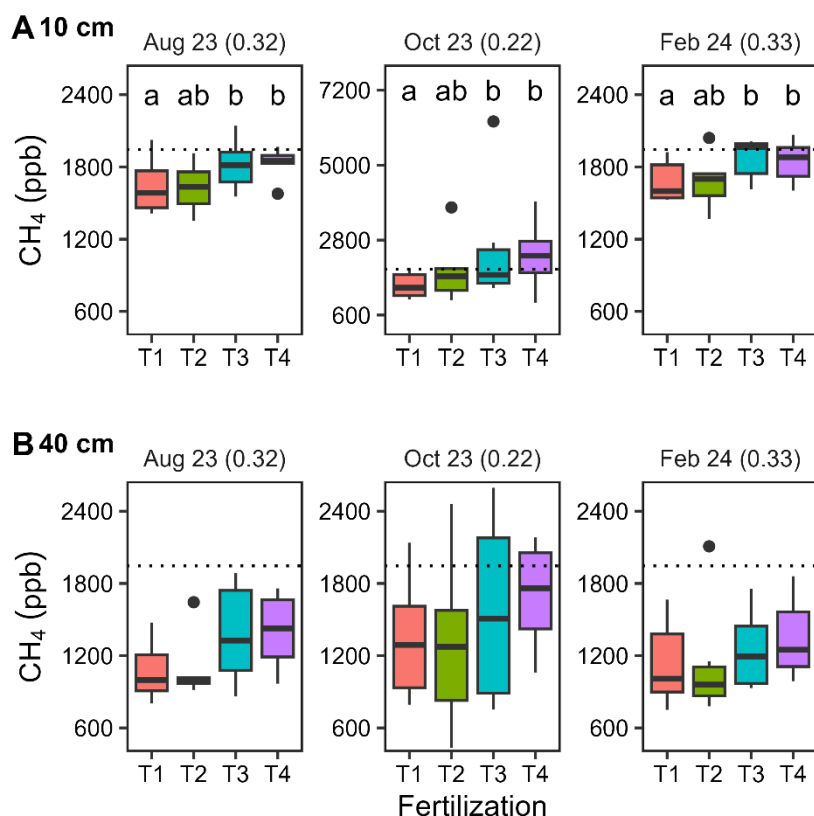 A 10 cm
Aug 23 (0.32)
Oct 23 (0.22)
Feb 24 (0.33)
CH₄ (ppb)
2400
1800
1200
600
a ab b b
T1 T2 T3 T4
7200
5000
2800
600
a ab b b
T1 T2 T3 T4
2400
1800
1200
600
a ab b b
T1 T2 T3 T4
B 40 cm
Aug 23 (0.32)
Oct 23 (0.22)
Feb 24 (0.33)
CH₄ (ppb)
2400
1800
1200
600
T1 T2 T3 T4
2400
1800
1200
600
T1 T2 T3 T4
2400
1800
1200
600
T1 T2 T3 T4
Fertilization